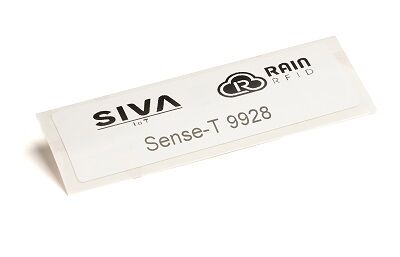 SIVA
IoT
R
RAIN
RFID
Sense-T 9928